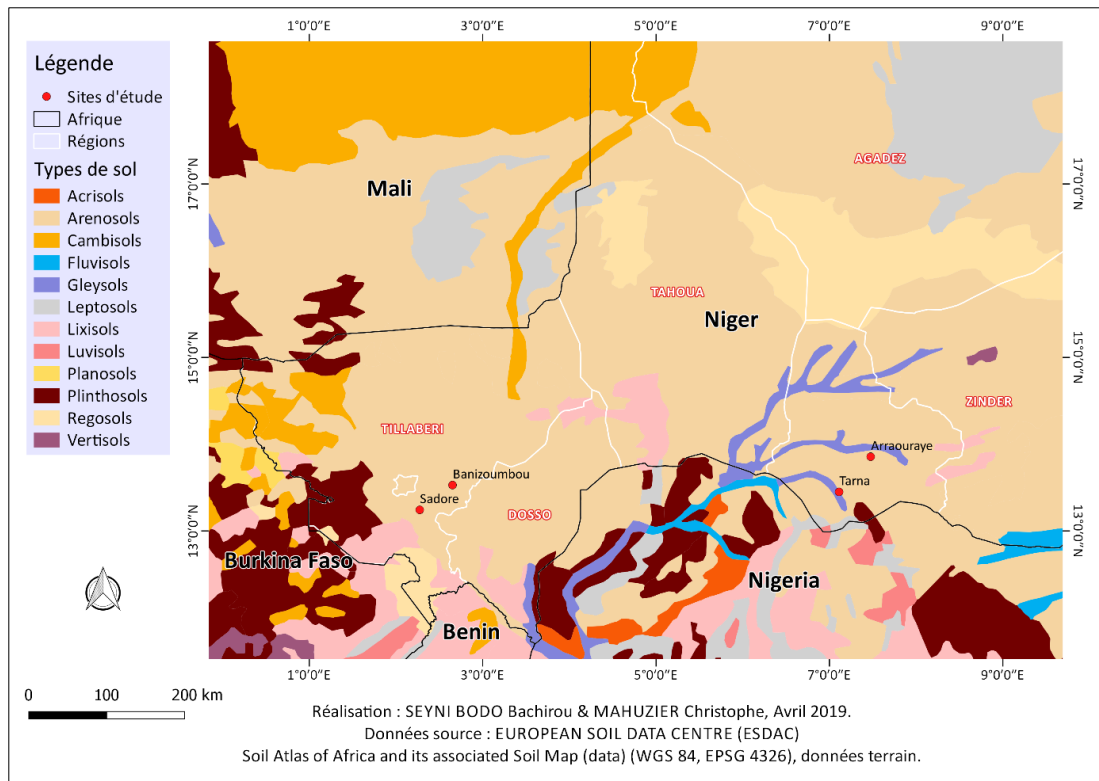 1°0'0"E 3°0'0"E 5°0'0"E 7°0'0"E 9°0'0"E
Légende
Sites d'étude
Afrique
Régions
Types de sol
Acrisols
Arenosols
Cambisols
Fluvisols
Gleysols
Leptosols
Lixisols
Luvisols
Planosols
Plinthosols
Regosols
Vertisols
17°0'0"N
15°0'0"N
13°0'0"N
AGADEZ
Mali
TAHOUA
Niger
ZINDER
TILLABERI
Arraouraye
Banizoumbou
Tarna
Sadore
DOSSO
Burkina Faso
Nigeria
Benin
17°0'0"N
15°0'0"N
13°0'0"N
1°0'0"E 3°0'0"E 5°0'0"E 7°0'0"E 9°0'0"E
0 100 200 km
Réalisation : SEYNI BODO Bachirou & MAHUZIER Christophe, Avril 2019.
Données source : EUROPEAN SOIL DATA CENTRE (ESDAC)
Soil Atlas of Africa and its associated Soil Map (data) (WGS 84, EPSG 4326), données terrain.